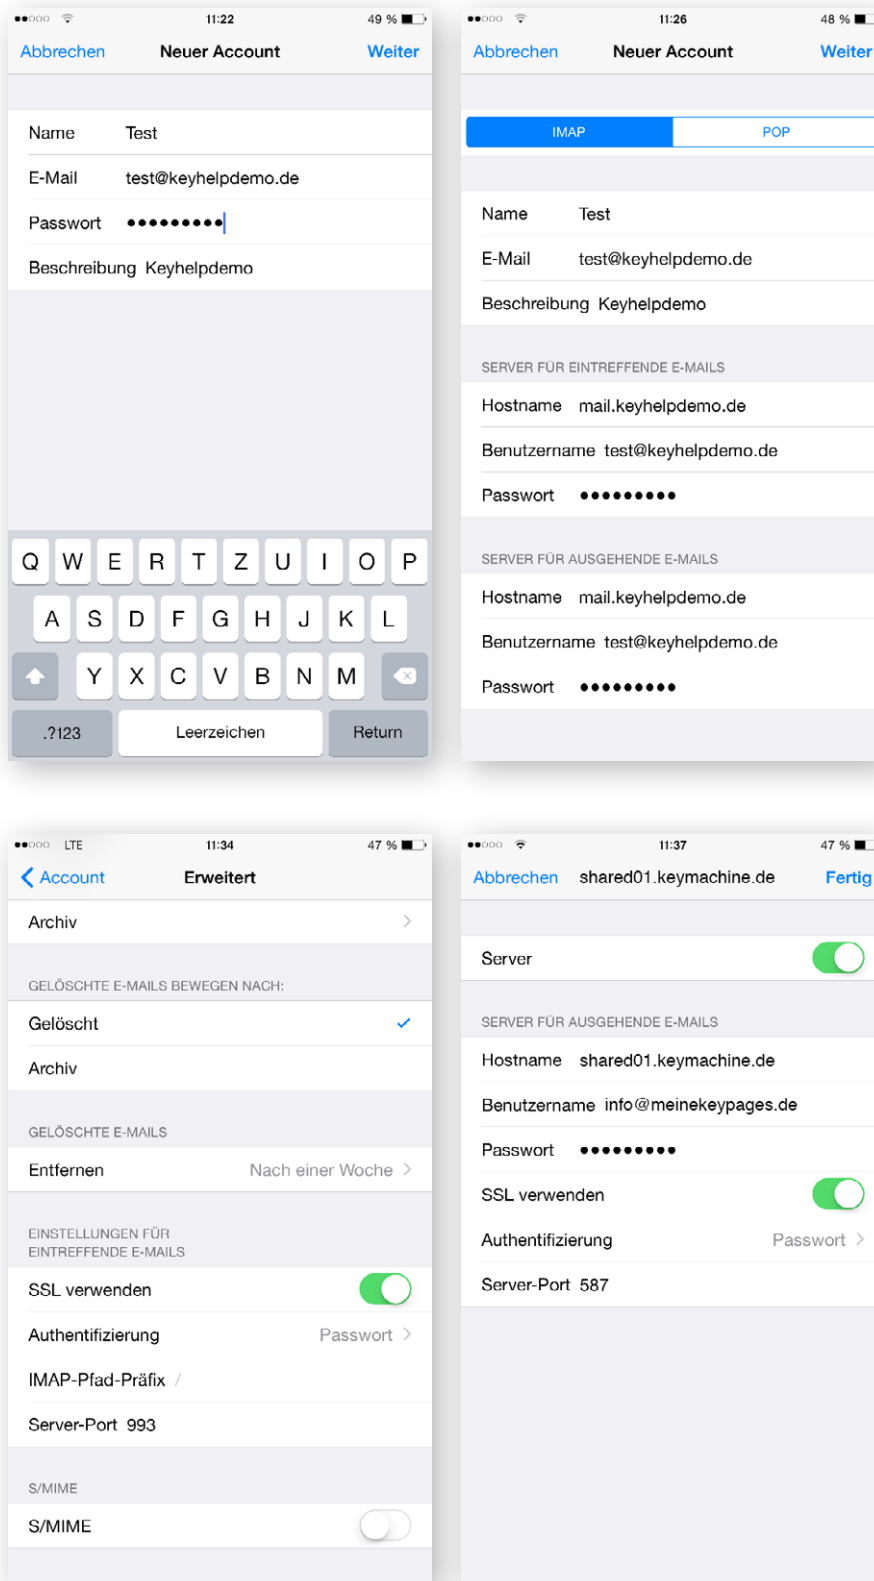 11:22 49 %
Abbrechen Neuer Account Weiter
Name Test
E-Mail test@keyhelpdemo.de
Passwort •••••••••
Beschreibung Keyhelpdemo
Q W E R T Z U I O P
A S D F G H J K L
Y X C V B N M
.?123 Leerzeichen Return
11:26 48 %
Abbrechen Neuer Account Weiter
IMAP POP
Name Test
E-Mail test@keyhelpdemo.de
Beschreibung Keyhelpdemo
SERVER FÜR EINTREFFENDE E-MAILS
Hostname mail.keyhelpdemo.de
Benutzername test@keyhelpdemo.de
Passwort •••••••••
SERVER FÜR AUSGEHENDE E-MAILS
Hostname mail.keyhelpdemo.de
Benutzername test@keyhelpdemo.de
Passwort •••••••••
LTE 11:34 47 %
Account Erweitert
Archiv
GELÖSCHTE E-MAILS BEWEGEN NACH:
Gelöscht
Archiv
GELÖSCHTE E-MAILS
Entfernen Nach einer Woche
EINSTELLUNGEN FÜR
EINTREFFENDE E-MAILS
SSL verwenden
Authentifizierung Passwort
IMAP-Pfad-Präfix /
Server-Port 993
S/MIME
S/MIME
11:37 47 %
Abbrechen shared01.keymachine.de Fertig
Server
SERVER FÜR AUSGEHENDE E-MAILS
Hostname shared01.keymachine.de
Benutzername info@meinekeypages.de
Passwort •••••••••
SSL verwenden
Authentifizierung Passwort
Server-Port 587